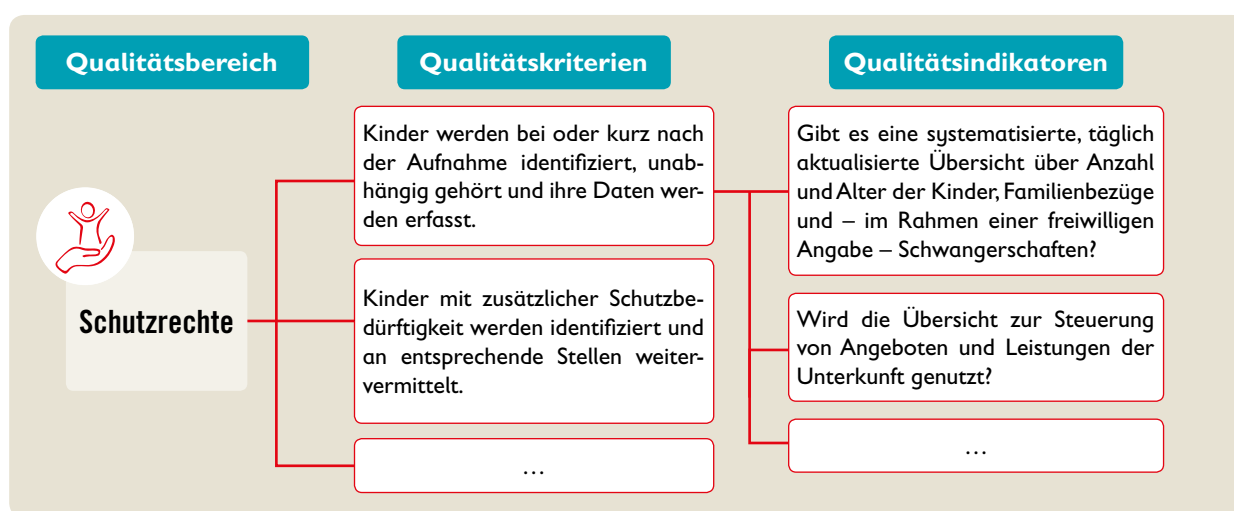 Qualitätsbereich
Qualitätskriterien
Qualitätsindikatoren
Schutzrechte
Kinder werden bei oder kurz nach
der Aufnahme identifiziert, unab-
hängig gehört und ihre Daten wer-
den erfasst.
Kinder mit zusätzlicher Schutzbe-
dürftigkeit werden identifiziert und
an entsprechende Stellen weiter-
vermittelt.
…
Gibt es eine systematisierte, täglich
aktualisierte Übersicht über Anzahl
und Alter der Kinder, Familienbezüge
und – im Rahmen einer freiwilligen
Angabe – Schwangerschaften?
Wird die Übersicht zur Steuerung
von Angeboten und Leistungen der
Unterkunft genutzt?
…